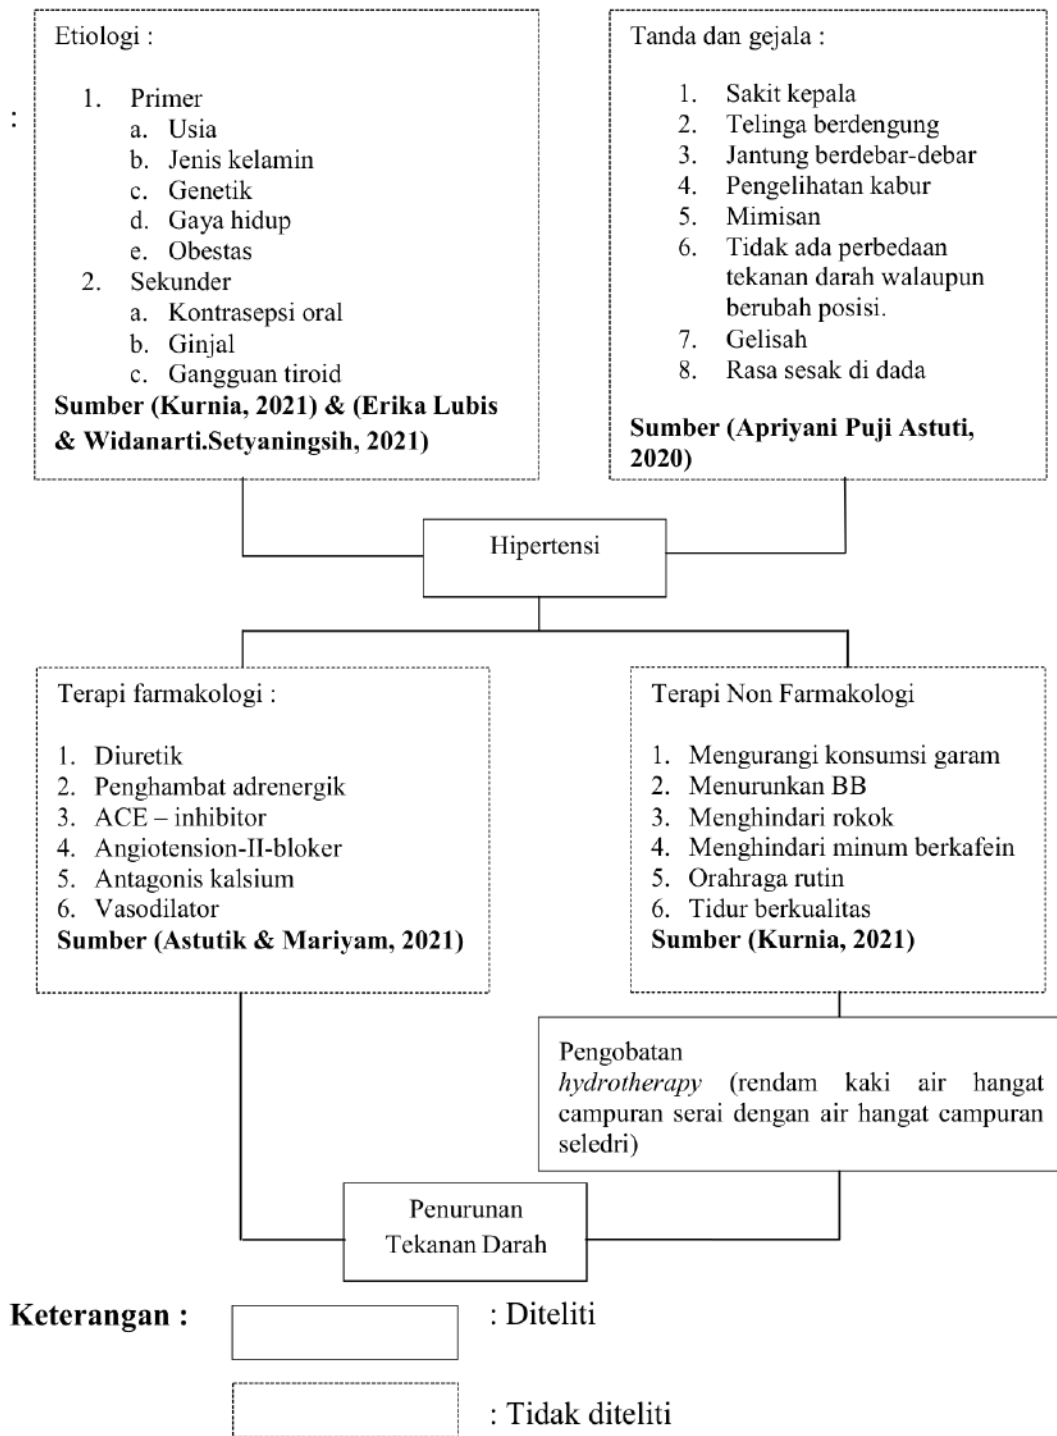 Etiologi :
:
1. Primer
a. Usia
b. Jenis kelamin
c. Genetik
d. Gaya hidup
e. Obestas
2. Sekunder
a. Kontrasepsi oral
b. Ginjal
c. Gangguan tiroid
Sumber (Kurnia, 2021) & (Erika Lubis
& Widanarti.Setyaningsih, 2021)
Tanda dan gejala :
1. Sakit kepala
2. Telinga berdengung
3. Jantung berdebar-debar
4. Pengelihatan kabur
5. Mimisan
6. Tidak ada perbedaan
tekanan darah walaupun
berubah posisi.
7. Gelisah
8. Rasa sesak di dada
Sumber (Apriyani Puji Astuti,
2020)
Hipertensi
Terapi farmakologi :
1. Diuretik
2. Penghambat adrenergik
3. ACE – inhibitor
4. Angiotension-II-bloker
5. Antagonis kalsium
6. Vasodilator
Sumber (Astutik & Mariyam, 2021)
Terapi Non Farmakologi
1. Mengurangi konsumsi garam
2. Menurunkan BB
3. Menghindari rokok
4. Menghindari minum berkafein
5. Orahraga rutin
6. Tidur berkualitas
Sumber (Kurnia, 2021)
Pengobatan
hydrotherapy (rendam kaki air hangat
campuran serai dengan air hangat campuran
seledri)
Penurunan
Tekanan Darah
Keterangan :
: Diteliti
: Tidak diteliti